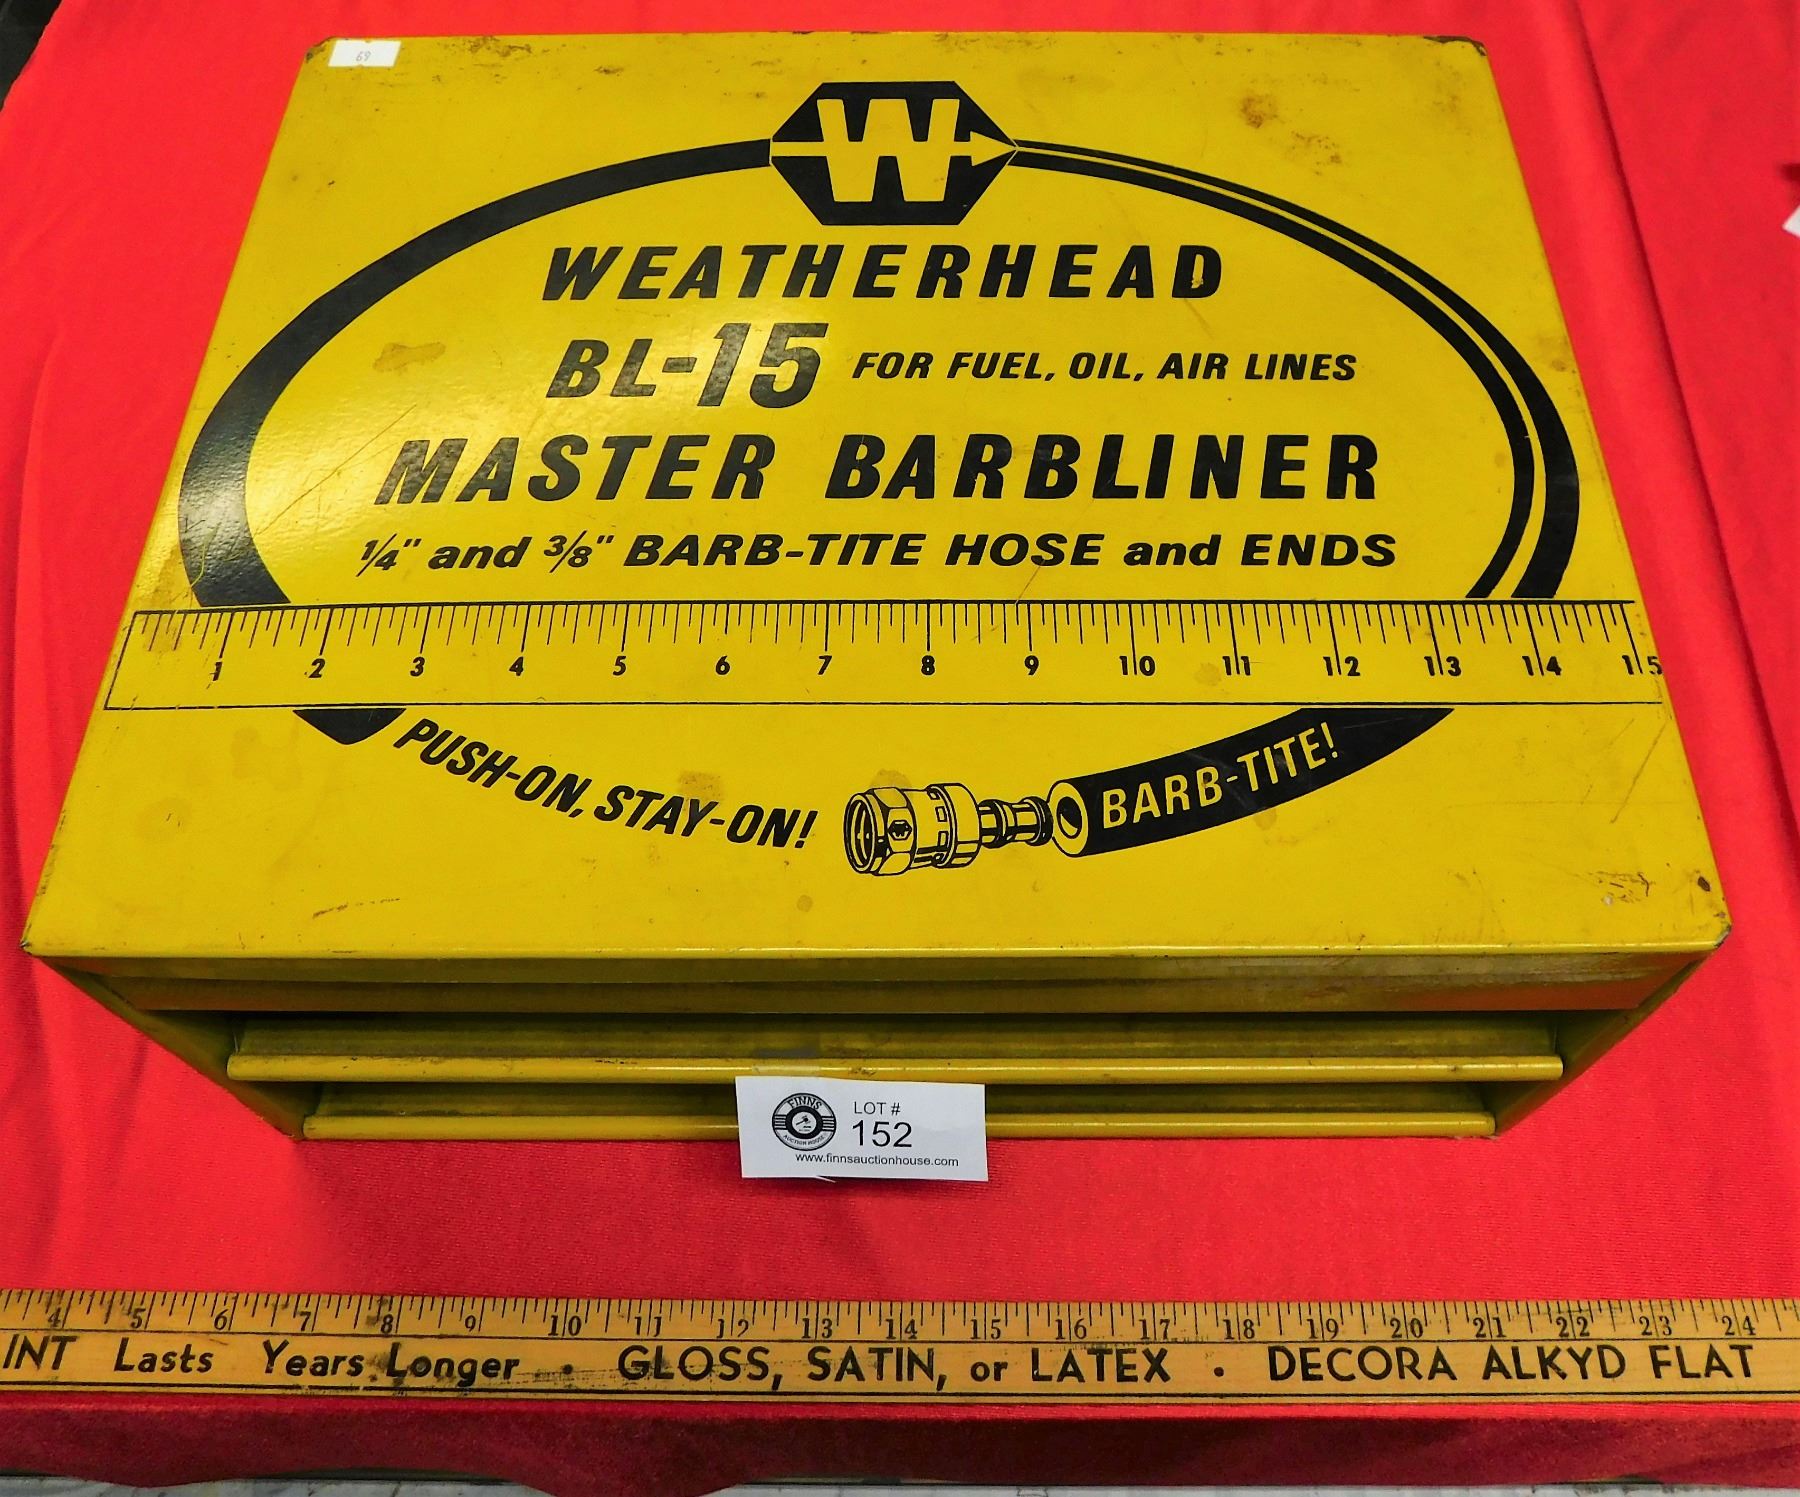 69
W
WEATHERHEAD
BL-15 FOR FUEL, OIL, AIR LINES
MASTER BARBLINER
1/4" and 3/8" BARB-TITE HOSE and ENDS
1 2 3 4 5 6 7 8 9 10 11 12 13 14 15
PUSH-ON, STAY-ON!
W
BARB-TITE!
FINNS
AUCTION HOUSE
LOT #
152
www.finnsauctionhouse.com
4 5 6 7 8 9 10 11 12 13 14 15 16 17 18 19 20 21 22 23 24
INT Lasts Years Longer • GLOSS, SATIN, or LATEX • DECORA ALKYD FLAT